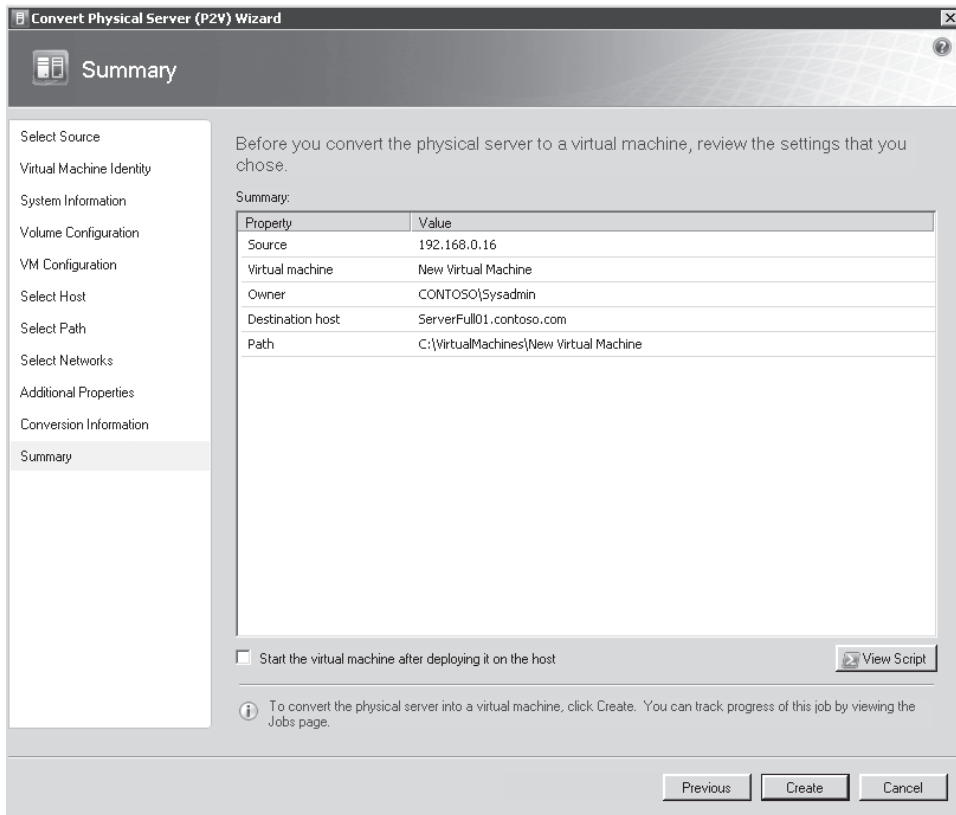 Convert Physical Server (P2V) Wizard
Summary
Select Source
Virtual Machine Identity
System Information
Volume Configuration
VM Configuration
Select Host
Select Path
Select Networks
Additional Properties
Conversion Information
Summary
Before you convert the physical server to a virtual machine, review the settings that you
chose.
Summary:
Property Value
Source 192.168.0.16
Virtual machine New Virtual Machine
Owner CONTOSO\Sysadmin
Destination host ServerFull01.contoso.com
Path C:\VirtualMachines\New Virtual Machine
Start the virtual machine after deploying it on the host
View Script
To convert the physical server into a virtual machine, click Create. You can track progress of this job by viewing the
Jobs page.
Previous Create Cancel